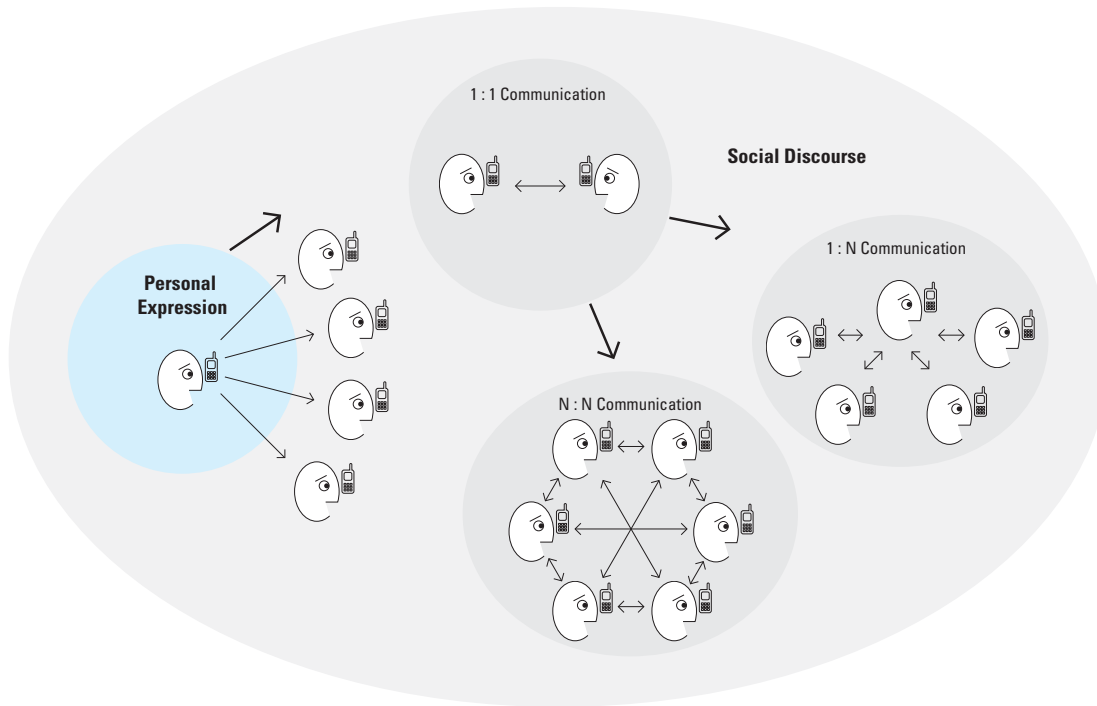 1 : 1 Communication
Social Discourse
1 : N Communication
Personal
Expression
N : N Communication